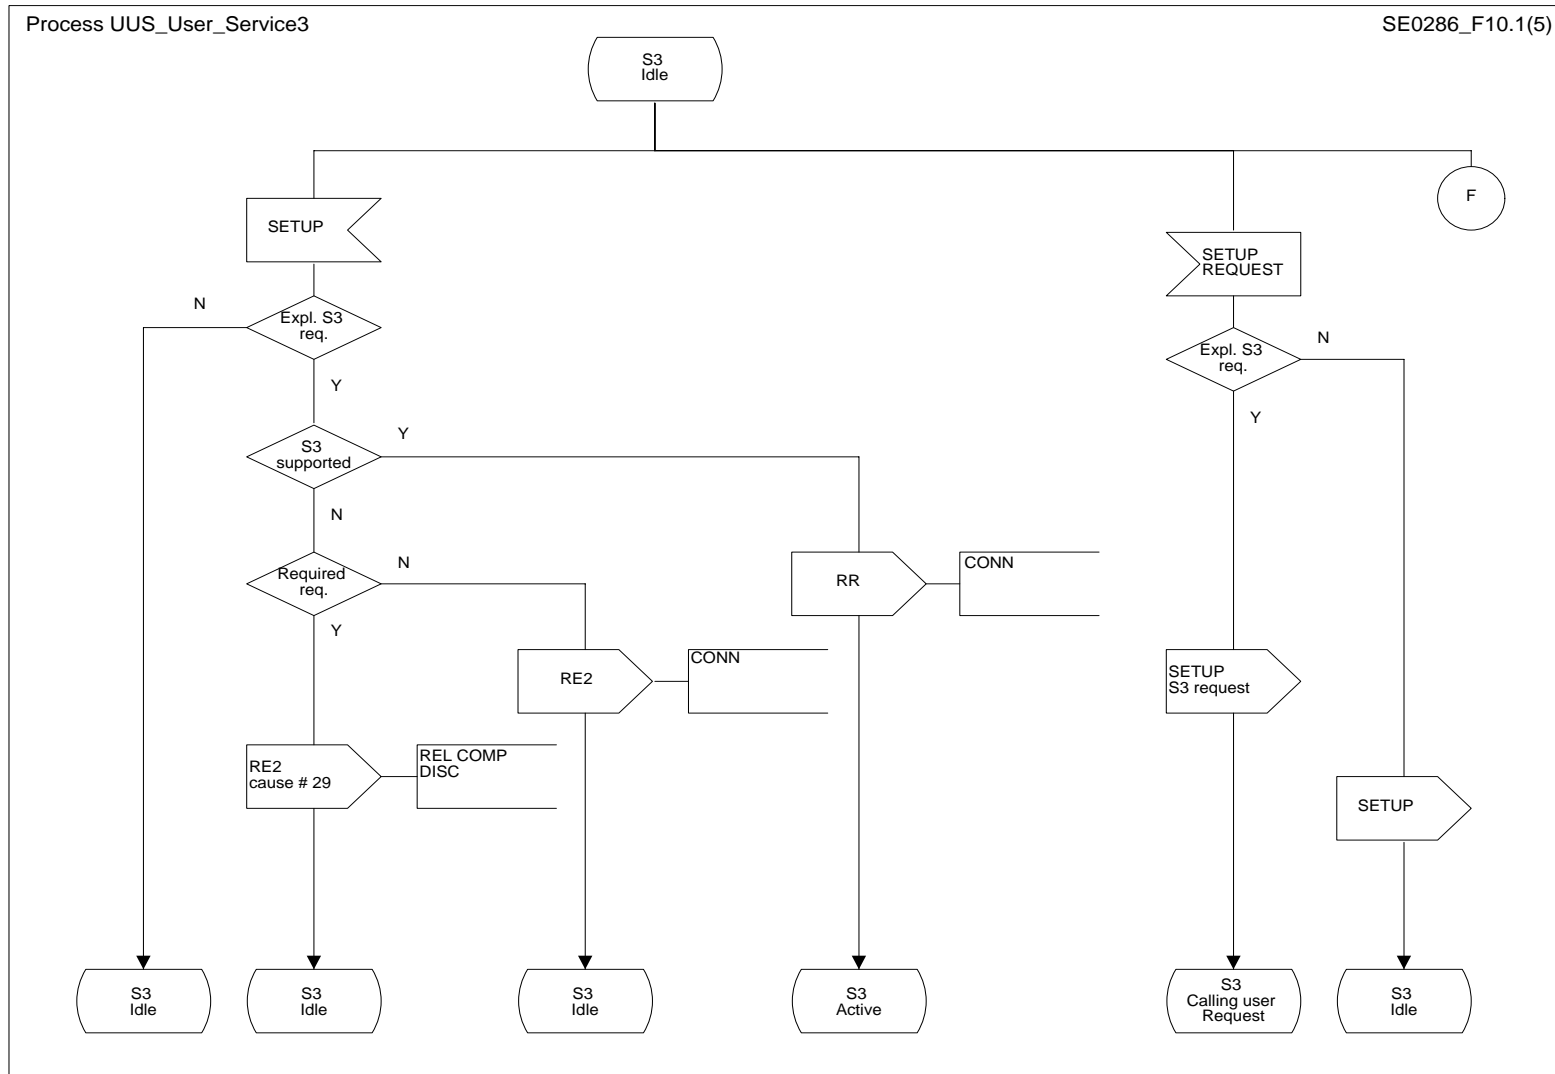 Process UUS_User_Service3
SE0286_F10.1(5)
S3
Idle
F
SETUP
SETUP
REQUEST
N
Expl. S3
req.
Y
Expl. S3
req.
N
Y
S3
supported
Y
N
Required
req.
N
Y
RR
CONN
RE2
CONN
SETUP
S3 request
RE2
cause # 29
REL COMP
DISC
SETUP
S3
Idle
S3
Idle
S3
Idle
S3
Active
S3
Calling user
Request
S3
Idle